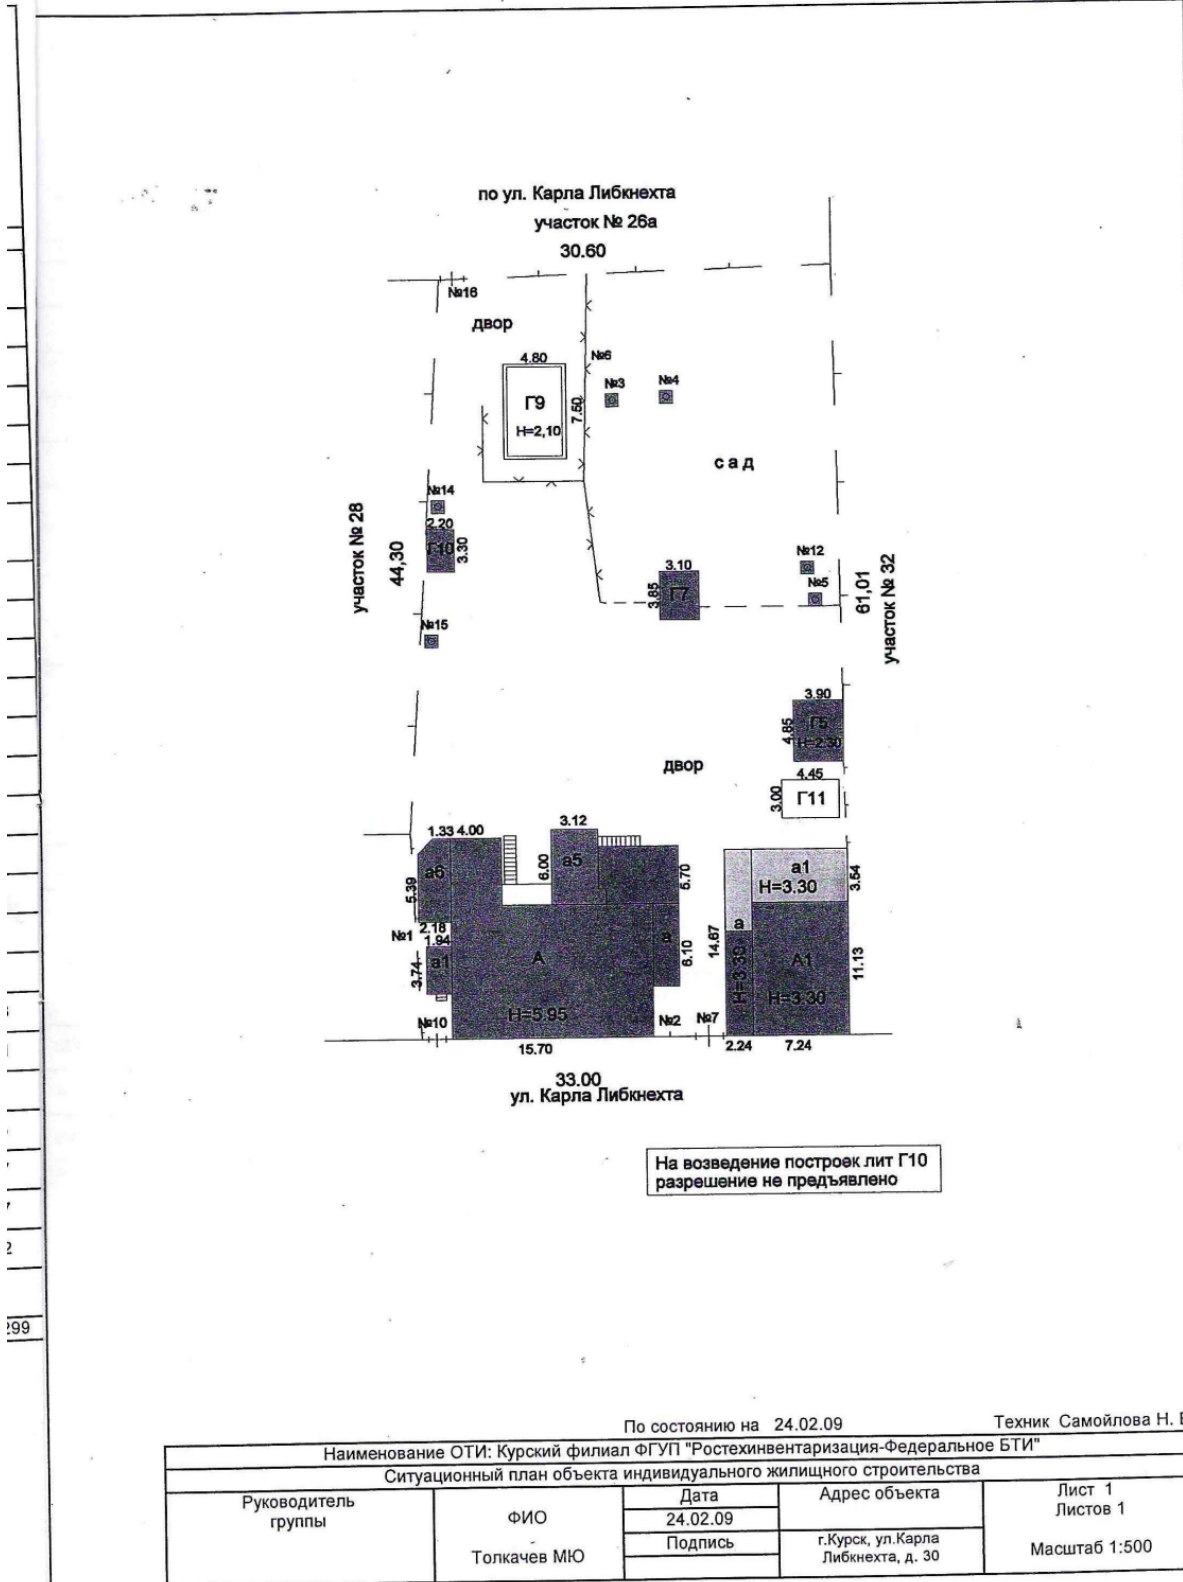 по ул. Карла Либкнехта
участок № 26а
30.60
№16
двор
4.80
№6
№3
№4
Г9
7.50
Н=2,10
сад
№14
участок № 28
2.20
44,30
Г10
3.30
№12
3.10
№5
61,01
участок № 32
3.85
Г7
№15
3.90
4.85
Г5
Н=2.30
двор
4.45
3.00
Г11
3.12
1.33 4.00
6.00
а5
а6
5.39
5.70
а1
Н=3.30
3.54
№1
2.18
1.94
а
3.74
а1
А
а
6.10
14.67
Н=3.30
А1
11.13
Н=5.95
Н=3.30
№10
№2
№7
15.70
2.24
7.24
33.00
ул. Карла Либкнехта
На возведение построек лит Г10
разрешение не предъявлено
2
299
По состоянию на 24.02.09
Техник Самойлова Н.
Наименование ОТИ: Курский филиал ФГУП "Ростехинвентаризация-Федеральное БТИ"
Ситуационный план объекта индивидуального жилищного строительства
Руководитель
группы
ФИО
Толкачев МЮ
Дата
24.02.09
Подпись
Адрес объекта
г.Курск, ул.Карла
Либкнехта, д. 30
Лист 1
Листов 1
Масштаб 1:500